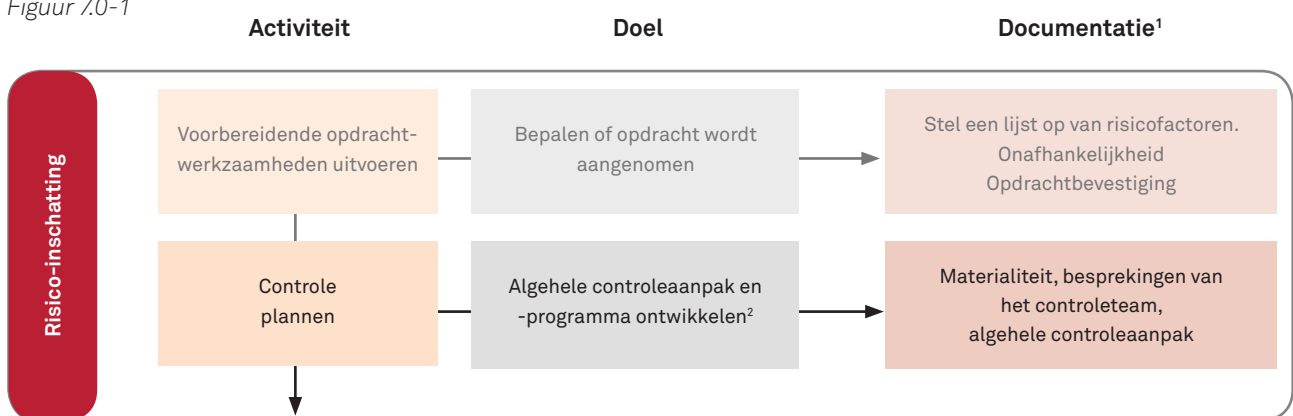 Figuur 7.0-1
Activiteit
Doel
Documentatie¹
Risico-inschatting
Voorbereidende opdracht-
werkzaamheden uitvoeren
Bepalen of opdracht wordt
aangenomen
Stel een lijst op van risicofactoren.
Onafhankelijkheid
Opdrachtbevestiging
Controle
plannen
Algehele controleaanpak en
-programma ontwikkelen²
Materialiteit, besprekingen van
het controleteam,
algehele controleaanpak